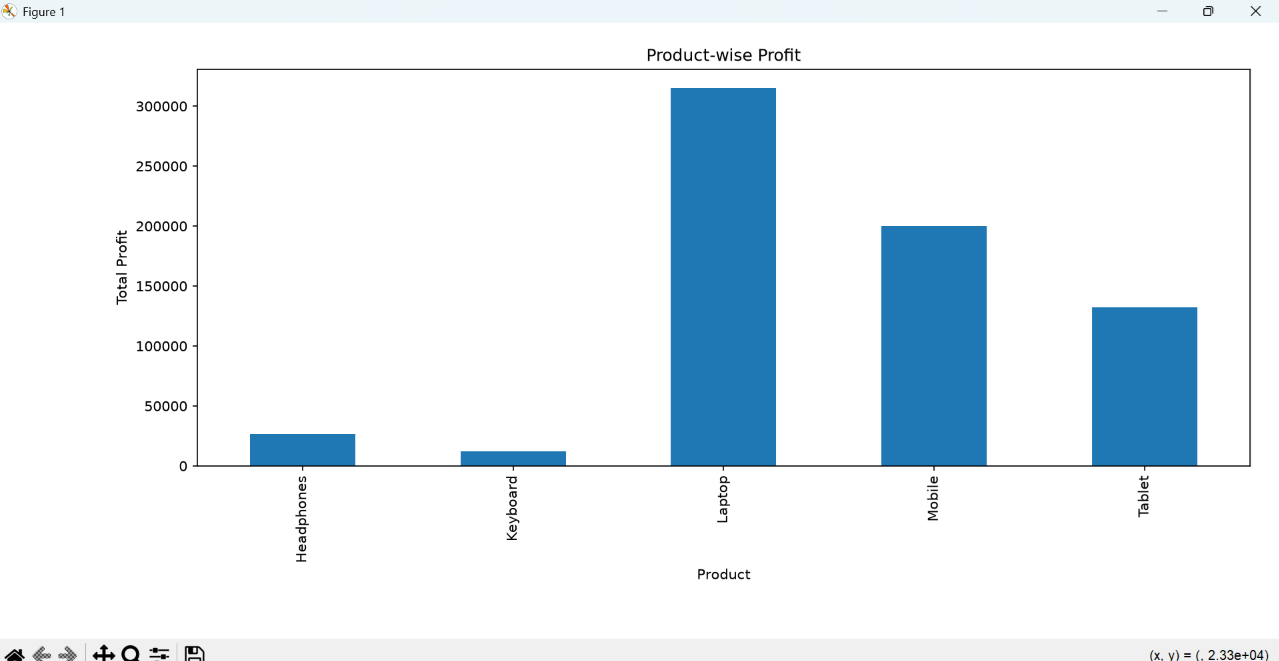 Figure 1
Product-wise Profit
Total Profit
300000
250000
200000
150000
100000
50000
0
Headphones
Keyboard
Laptop
Mobile
Tablet
Product
(x, y) = (, 2.33e+04)